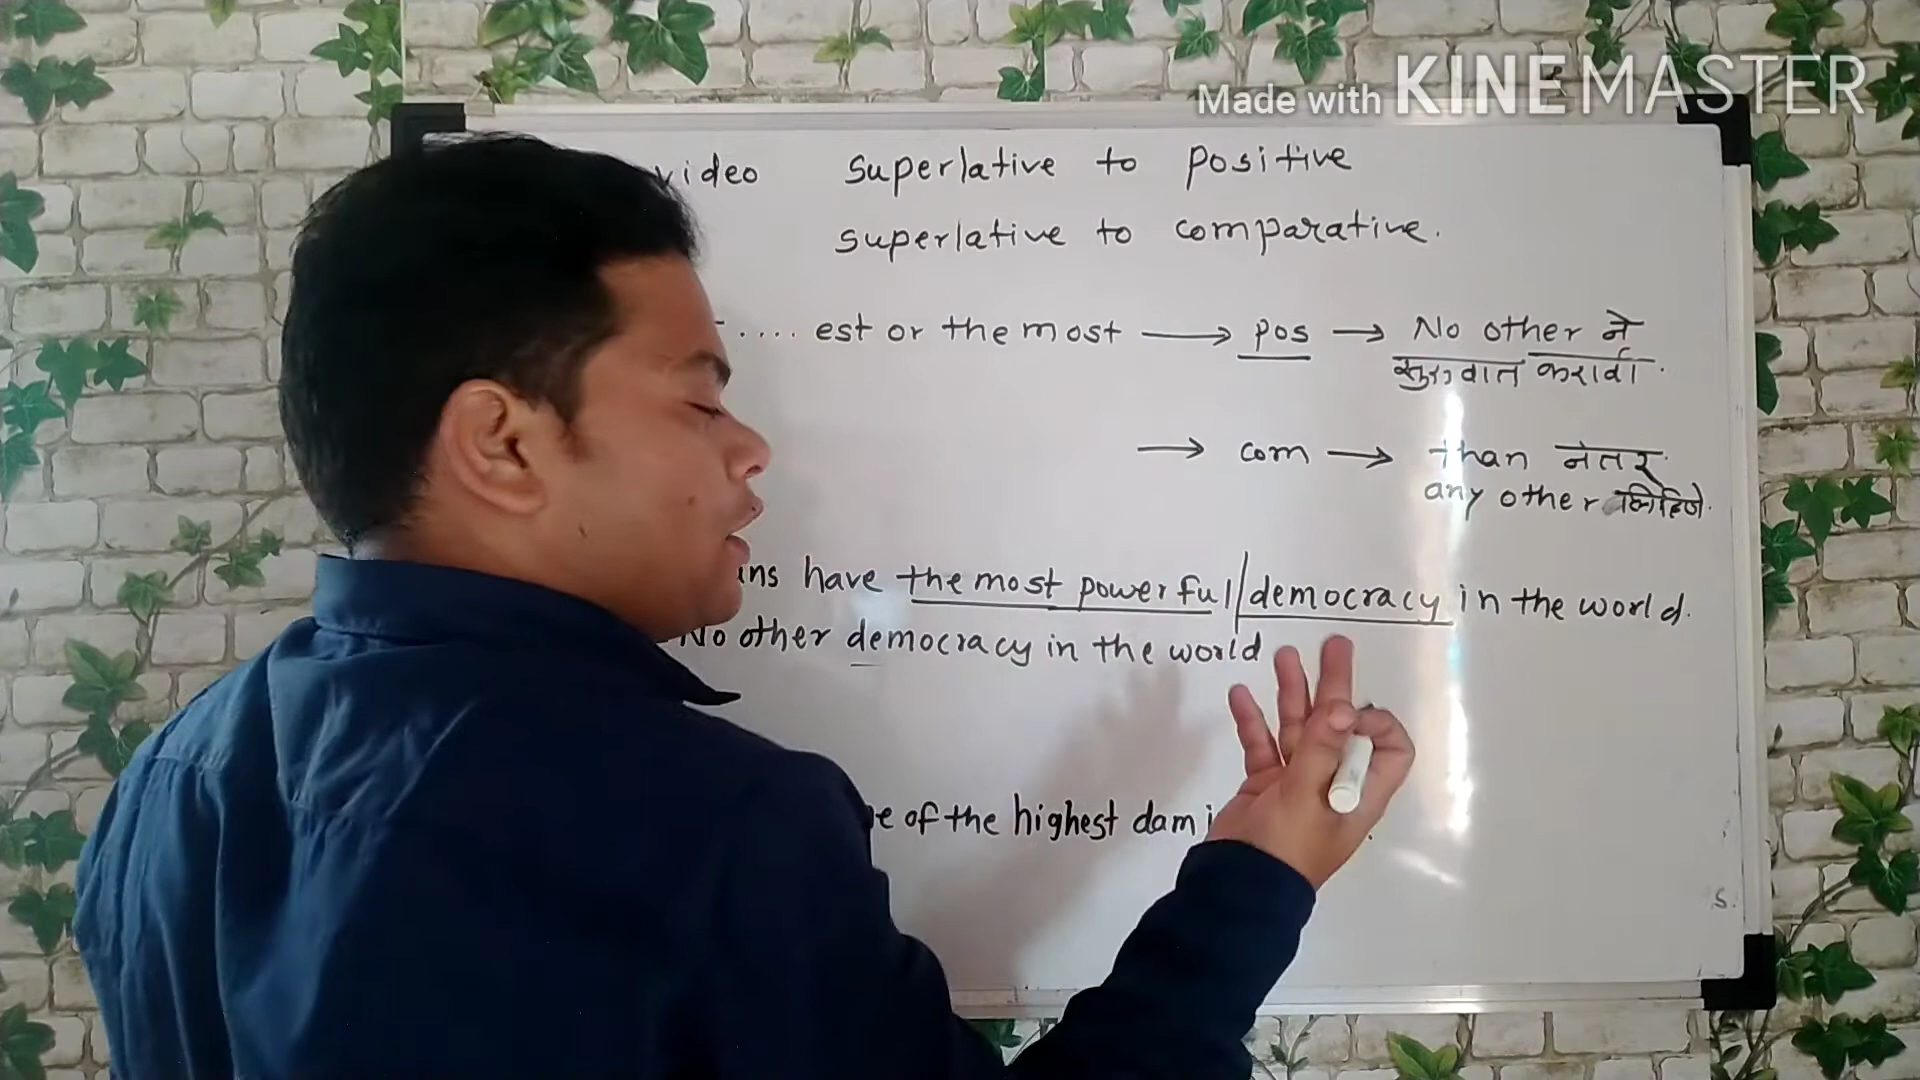 Made with KINEMASTER
video superlative to positive
superlative to comparative.
.... est or the most → pos → No other ने
सुरुवात करावी.
→ com → than नंतर
any other लिहिजे.
ans have the most powerful/democracy in the world.
No other democracy in the world
e of the highest dam i
s.